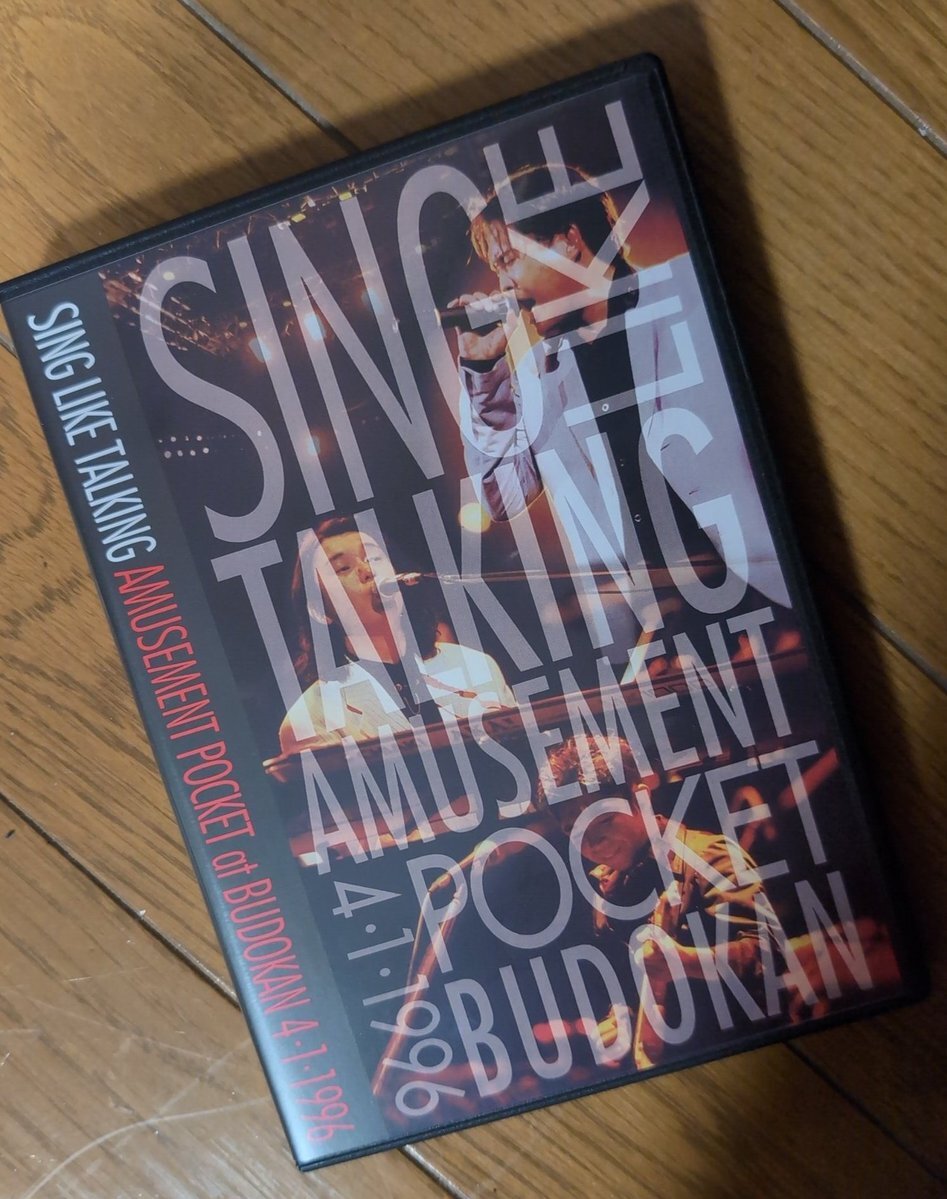 SING LIKE TALKING AMUSEMENT POCKET at BUDOKAN 4·1·1996
SING
LIKE
TALKING
AMUSEMENT
POCKET
4·1·1996
BUDOKAN